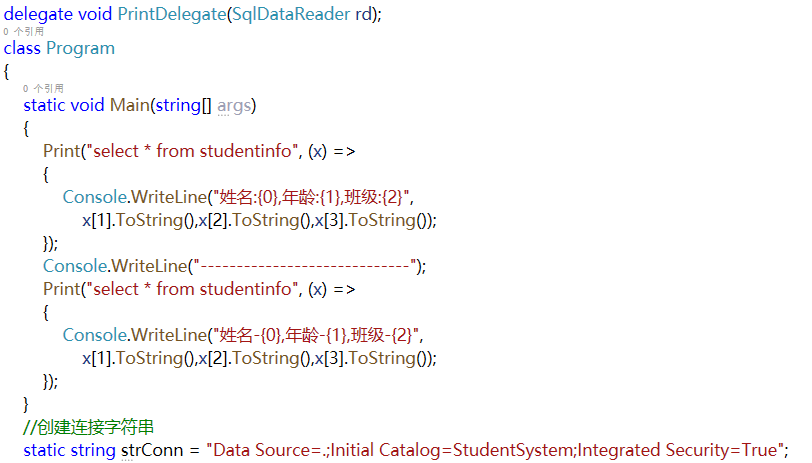 delegate void PrintDelegate(SqlDataReader rd);
0 个引用
class Program
{
0 个引用
static void Main(string[] args)
{
Print("select * from studentinfo", (x) =>
{
Console.WriteLine("姓名:{0},年龄:{1},班级:{2}",
x[1].ToString(),x[2].ToString(),x[3].ToString());
});
Console.WriteLine("-----------------------------");
Print("select * from studentinfo", (x) =>
{
Console.WriteLine("姓名-{0},年龄-{1},班级-{2}",
x[1].ToString(),x[2].ToString(),x[3].ToString());
});
}
//创建连接字符串
static string strConn = "Data Source=.;Initial Catalog=StudentSystem;Integrated Security=True";